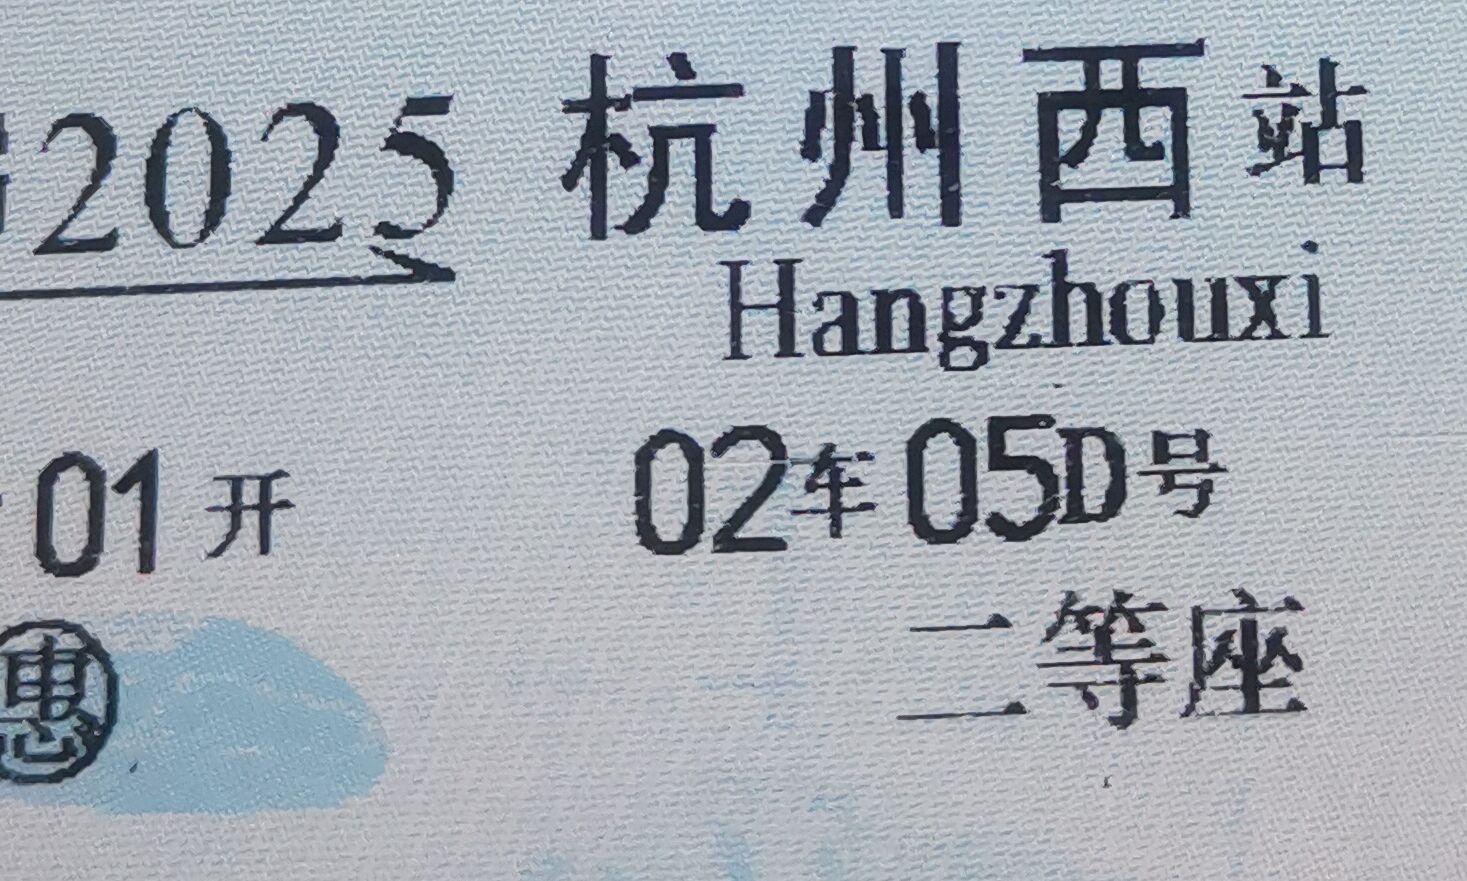 2025 杭州西站
Hangzhouxi
01开 02车05D号
惠 二等座